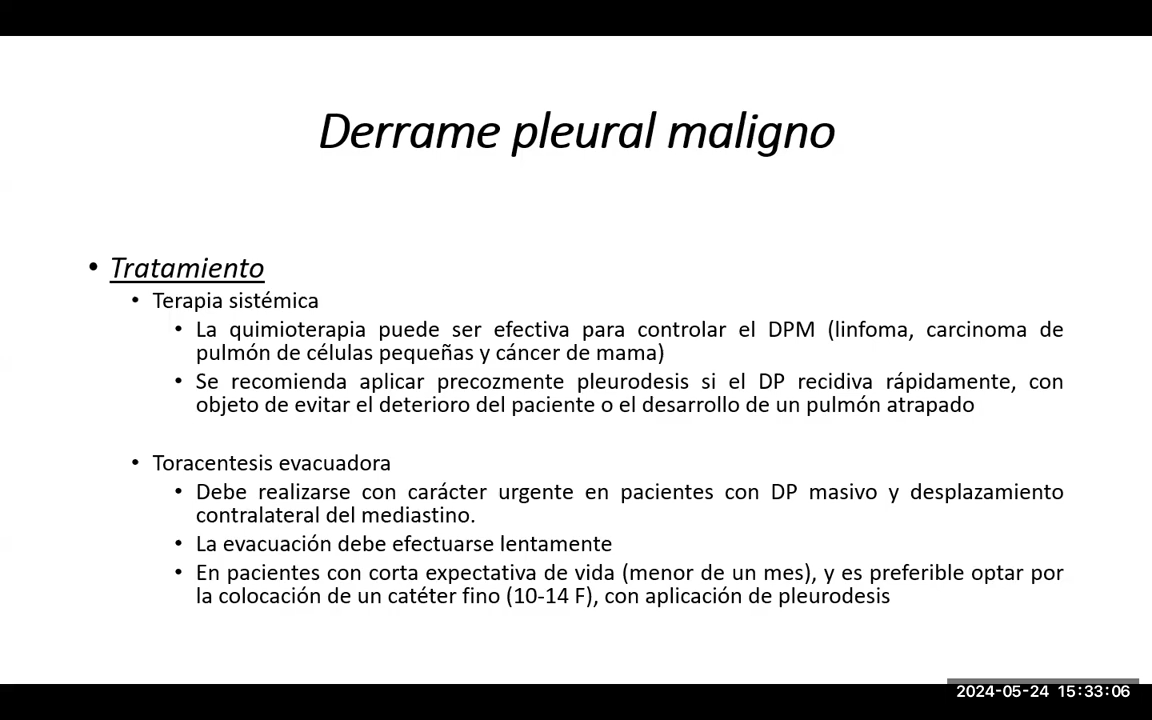 Derrame pleural maligno
• Tratamiento
• Terapia sistémica
• La quimioterapia puede ser efectiva para controlar el DPM (linfoma, carcinoma de
pulmón de células pequeñas y cáncer de mama)
• Se recomienda aplicar precozmente pleurodesis si el DP recidiva rápidamente, con
objeto de evitar el deterioro del paciente o el desarrollo de un pulmón atrapado
• Toracentesis evacuadora
• Debe realizarse con carácter urgente en pacientes con DP masivo y desplazamiento
contralateral del mediastino.
• La evacuación debe efectuarse lentamente
• En pacientes con corta expectativa de vida (menor de un mes), y es preferible optar por
la colocación de un catéter fino (10-14 F), con aplicación de pleurodesis
2024-05-24 15:33:06